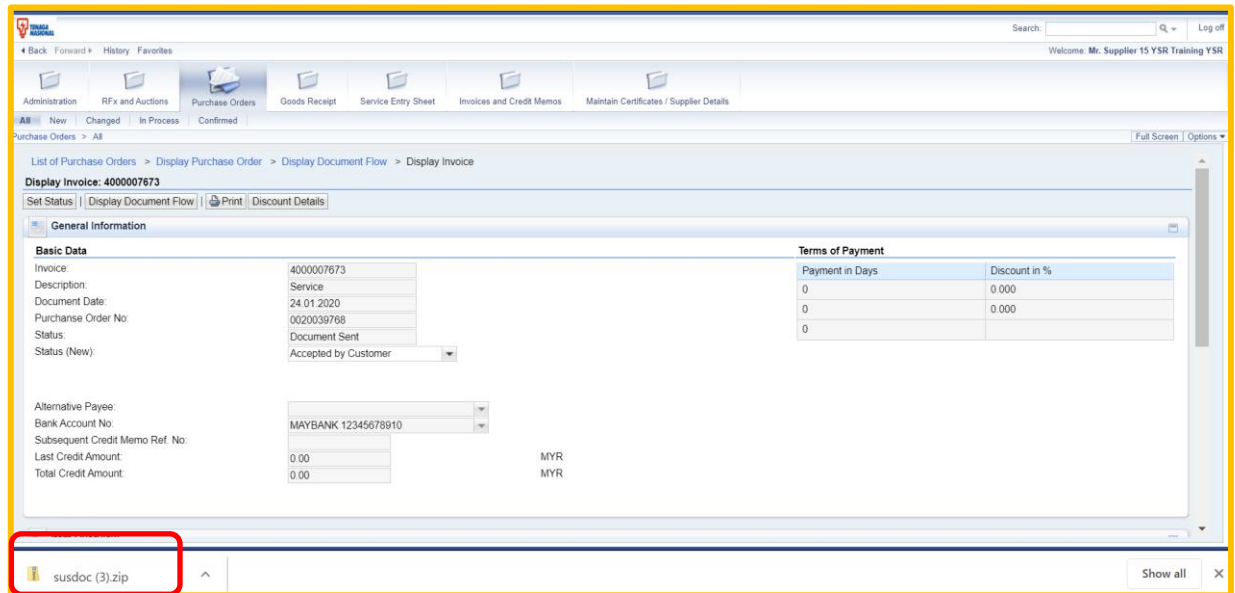 TENAGA
NASIONAL
Search: Log off
Back Forward History Favorites Welcome: Mr. Supplier 15 YSR Training YSR
Administration RFx and Auctions Purchase Orders Goods Receipt Service Entry Sheet Invoices and Credit Memos Maintain Certificates / Supplier Details
All New Changed In Process Confirmed
Purchase Orders > All Full Screen Options
List of Purchase Orders > Display Purchase Order > Display Document Flow > Display Invoice
Display Invoice: 4000007673
Set Status | Display Document Flow | Print Discount Details
General Information
Basic Data Terms of Payment
Invoice: 4000007673 Payment in Days Discount in %
Description: Service 0 0.000
Document Date: 24.01.2020 0 0.000
Purchanse Order No: 0020039768 0
Status: Document Sent
Status (New): Accepted by Customer
Alternative Payee:
Bank Account No: MAYBANK 12345678910
Subsequent Credit Memo Ref. No:
Last Credit Amount: 0.00 MYR
Total Credit Amount: 0.00 MYR
susdoc (3).zip Show all